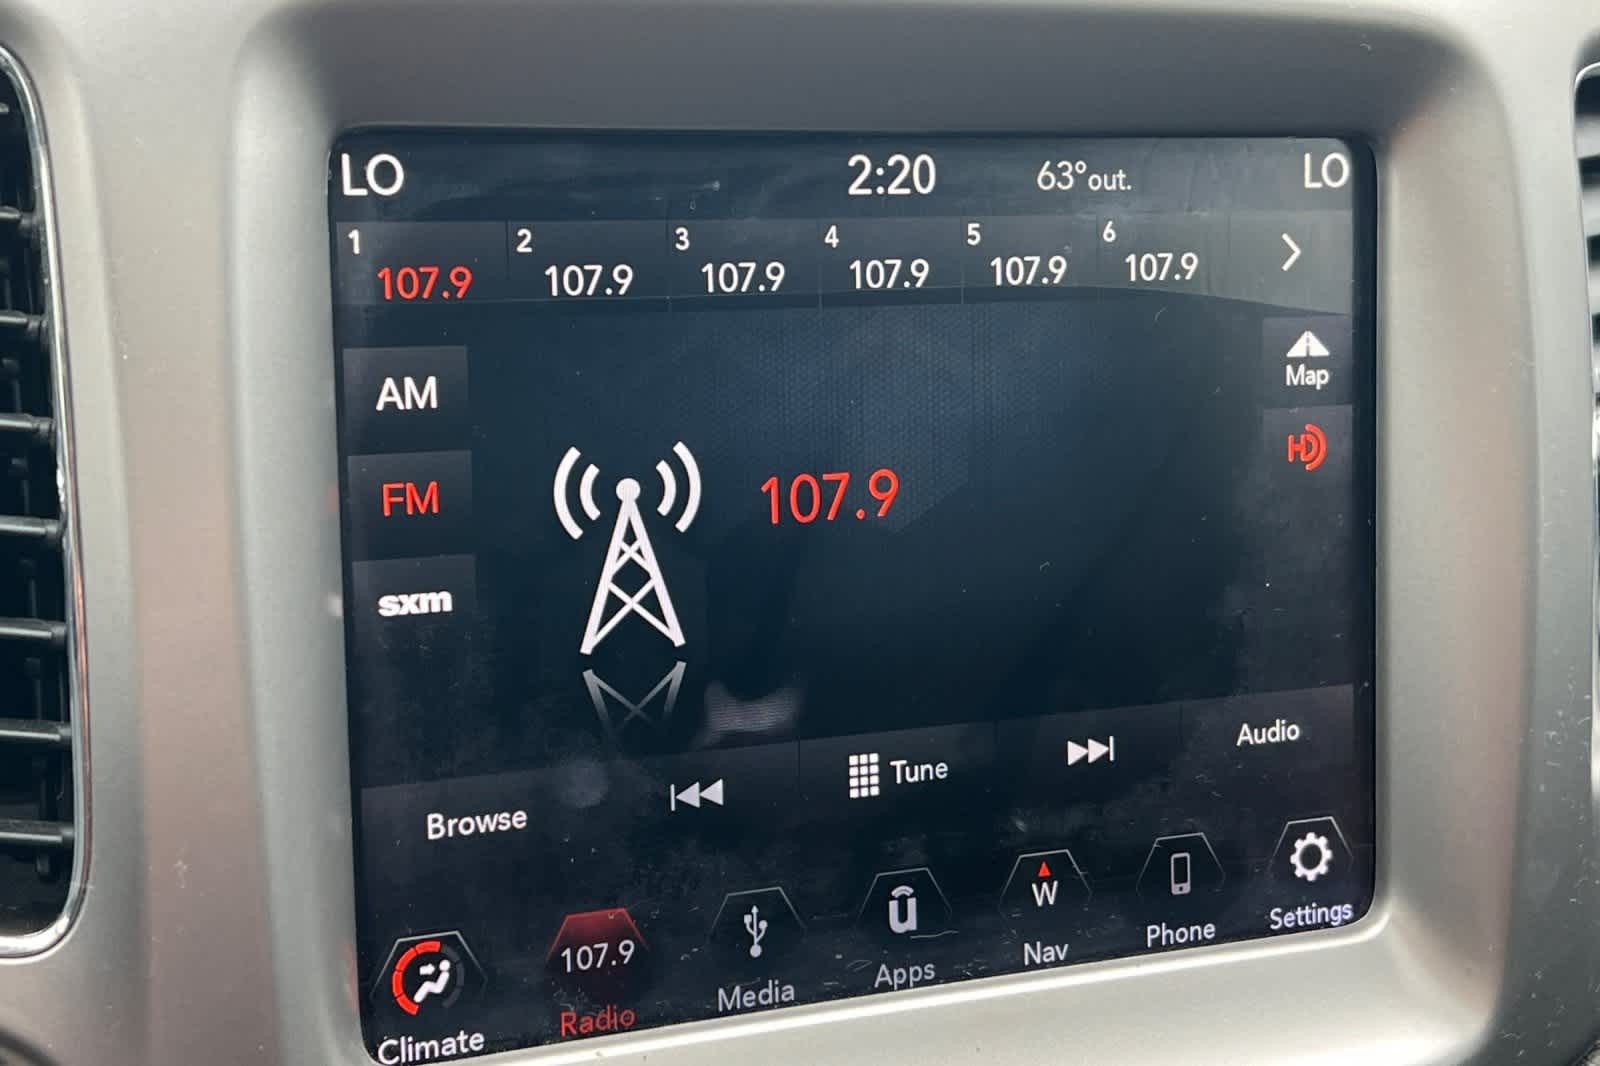 LO 2:20 63°out. LO
1 2 3 4 5 6
107.9 107.9 107.9 107.9 107.9 107.9
AM
Map
FM
107.9
HD
sxm
Browse Tune Audio
107.9 u W
Climate Radio Media Apps Nav Phone Settings